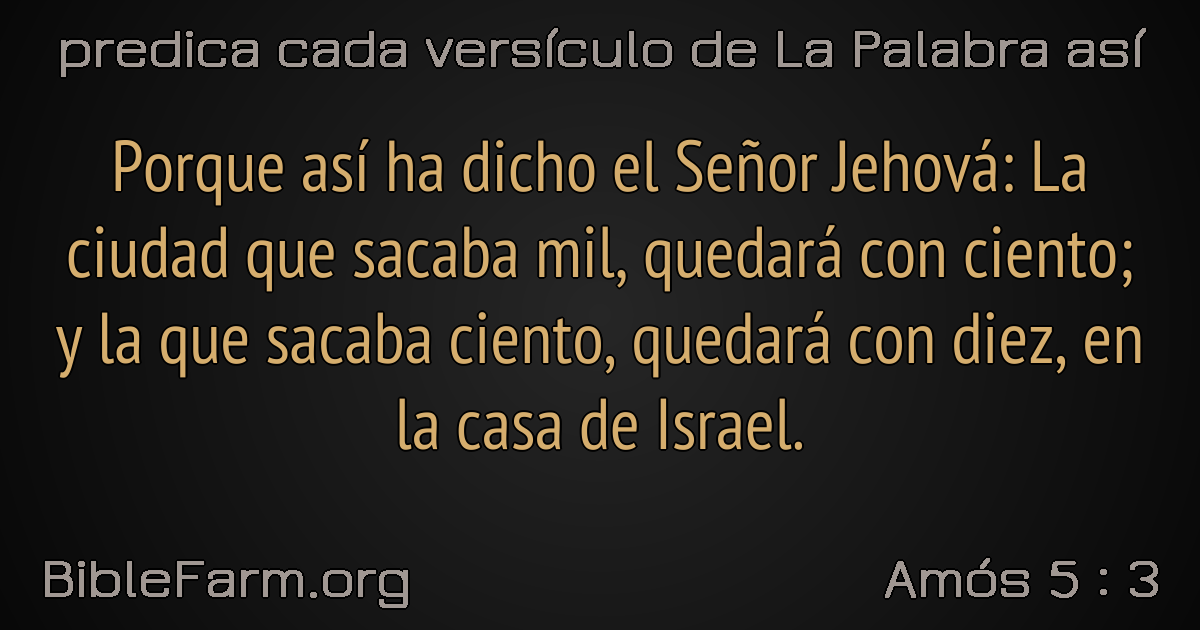 predica cada versículo de La Palabra así
Porque así ha dicho el Señor Jehová: La
ciudad que sacaba mil, quedará con ciento;
y la que sacaba ciento, quedará con diez, en
la casa de Israel.
BibleFarm.org
Amós 5 : 3